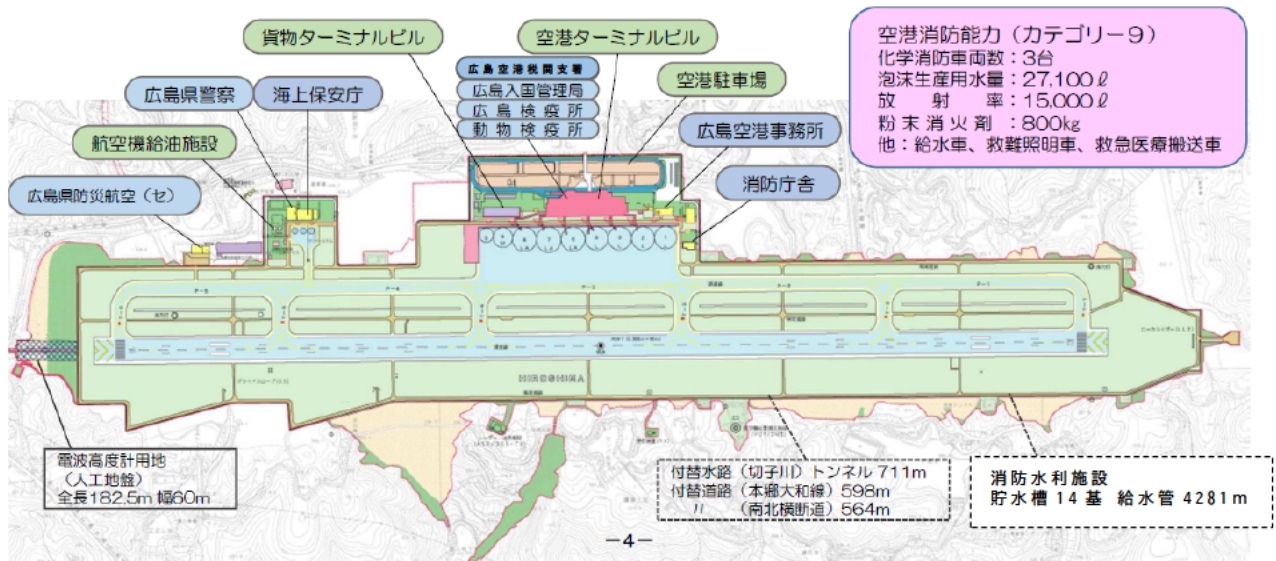 貨物ターミナルビル
空港ターミナルビル
空港消防能力（カテゴリー９）
化学消防車両数：3台
泡沫生産用水量：27,100ℓ
放　射　率：15,000ℓ
粉末消火剤　：800kg
他：給水車、救難照明車、救急医療搬送車
広島空港税関支署
広島入国管理局
広島検疫所
動物検疫所
空港駐車場
広島県警察
海上保安庁
広島空港事務所
航空機給油施設
消防庁舎
広島県防災航空（セ）
HIROSHIMA
電波高度計用地
（人工地盤）
全長182.5m 幅60m
付替水路（切子川）トンネル 711m
付替道路（本郷大和線）598m
〃　（南北横断道）564m
消防水利施設
貯水槽 14 基　給水管 4281m
－4－